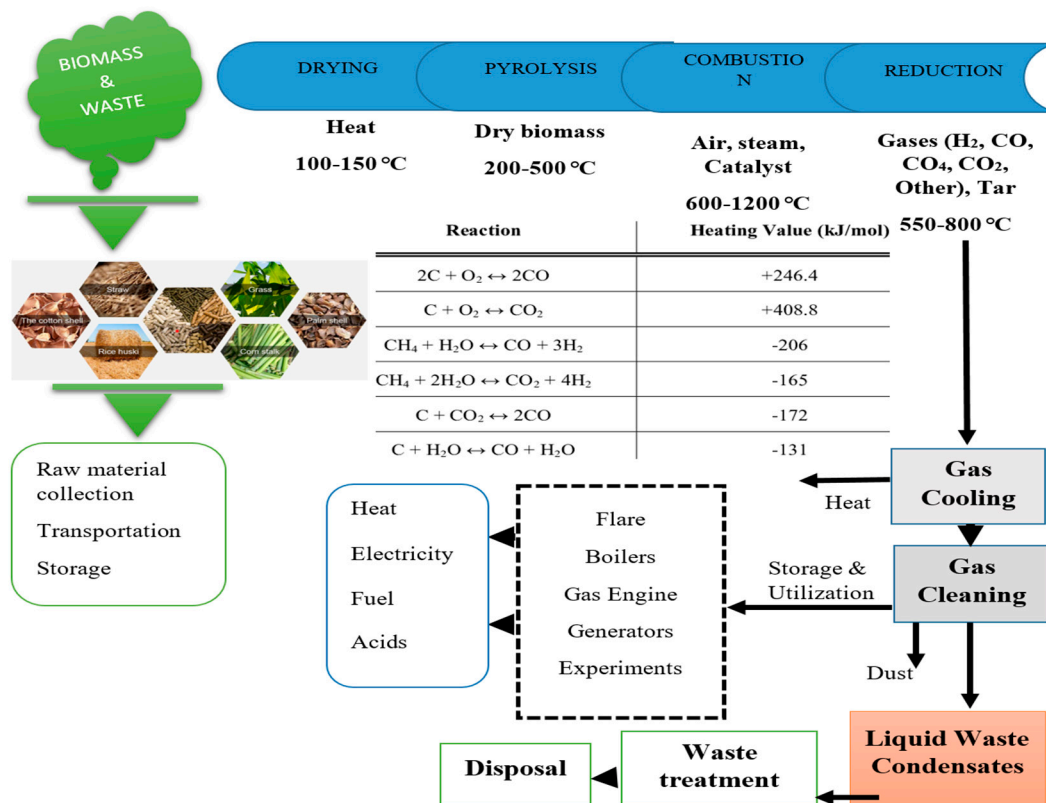 BIOMASS
&
WASTE
DRYING
PYROLYSIS
COMBUSTIO
N
REDUCTION
Heat
100-150 °C
Dry biomass
200-500 °C
Air, steam,
Catalyst
600-1200 °C
Gases (H₂, CO,
CO₄, CO₂,
Other), Tar
550-800 °C
Reaction Heating Value (kJ/mol)
2C + O₂ ↔ 2CO +246.4
C + O₂ ↔ CO₂ +408.8
CH₄ + H₂O ↔ CO + 3H₂ -206
CH₄ + 2H₂O ↔ CO₂ + 4H₂ -165
C + CO₂ ↔ 2CO -172
C + H₂O ↔ CO + H₂O -131
Straw
Grass
The cotton shell
Palm shell
Rice huski
Corn stalk
Raw material
collection
Transportation
Storage
Heat
Electricity
Fuel
Acids
Flare
Boilers
Gas Engine
Generators
Experiments
Gas
Cooling
Heat
Gas
Cleaning
Storage &
Utilization
Dust
Liquid Waste
Condensates
Waste
treatment
Disposal